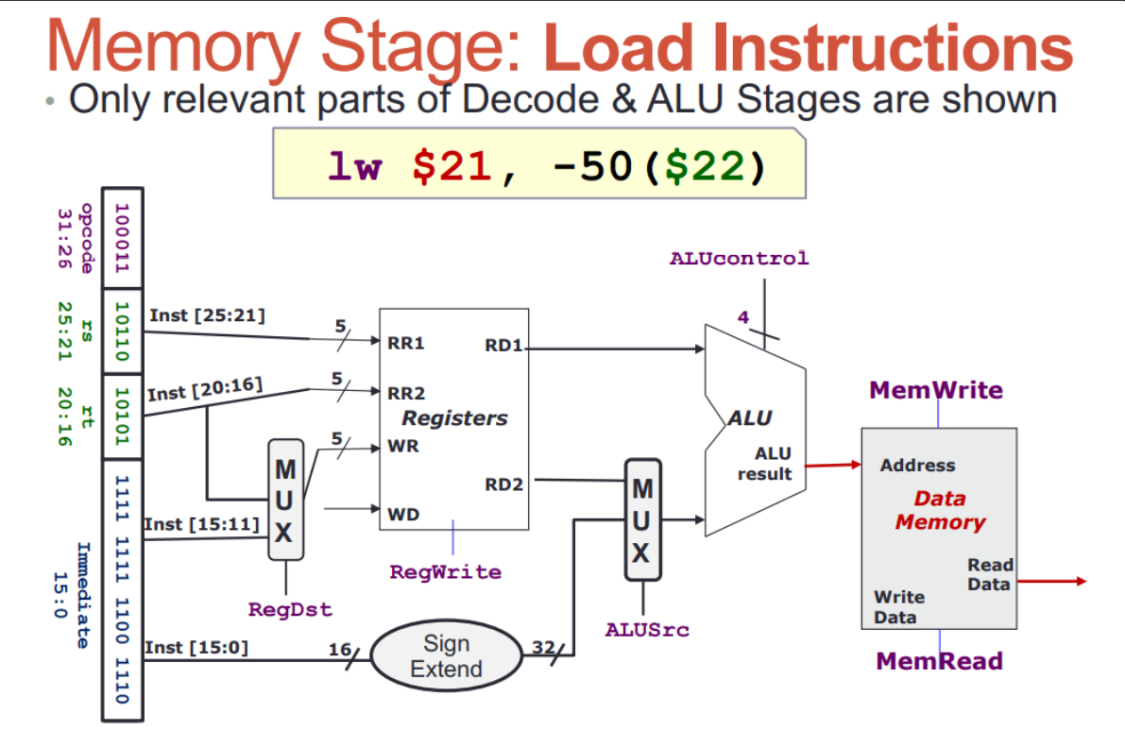 Memory Stage: Load Instructions
• Only relevant parts of Decode & ALU Stages are shown
lw $21, -50($22)
opcode
31:26
100011
rs
25:21
10110
rt
20:16
10101
Immediate
15:0
1111 1111 1100 1110
Inst [25:21]
Inst [20:16]
Inst [15:11]
Inst [15:0]
5
5
5
MUX
RegDst
RR1
RR2
WR
WD
Registers
RD1
RD2
RegWrite
16
Sign
Extend
32
MUX
ALUSrc
ALUcontrol
4
ALU
ALU
result
MemWrite
Address
Data
Memory
Read
Data
Write
Data
MemRead